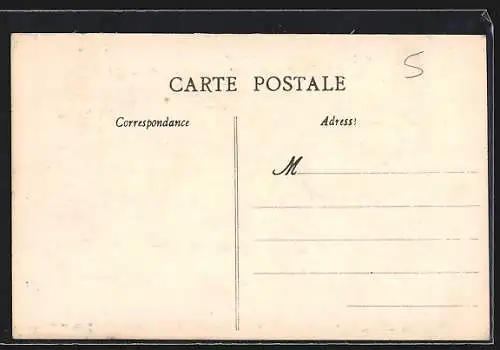 5
CARTE POSTALE
Correspondance
Adresse
M